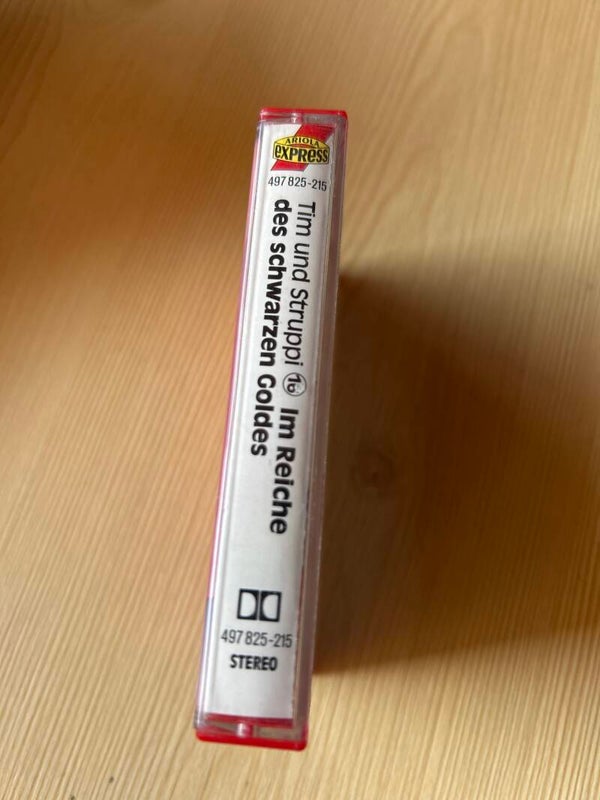 ARIOLA
EXPRESS
497 825-215
Tim und Struppi 16 Im Reiche
des schwarzen Goldes
497 825-215
STEREO